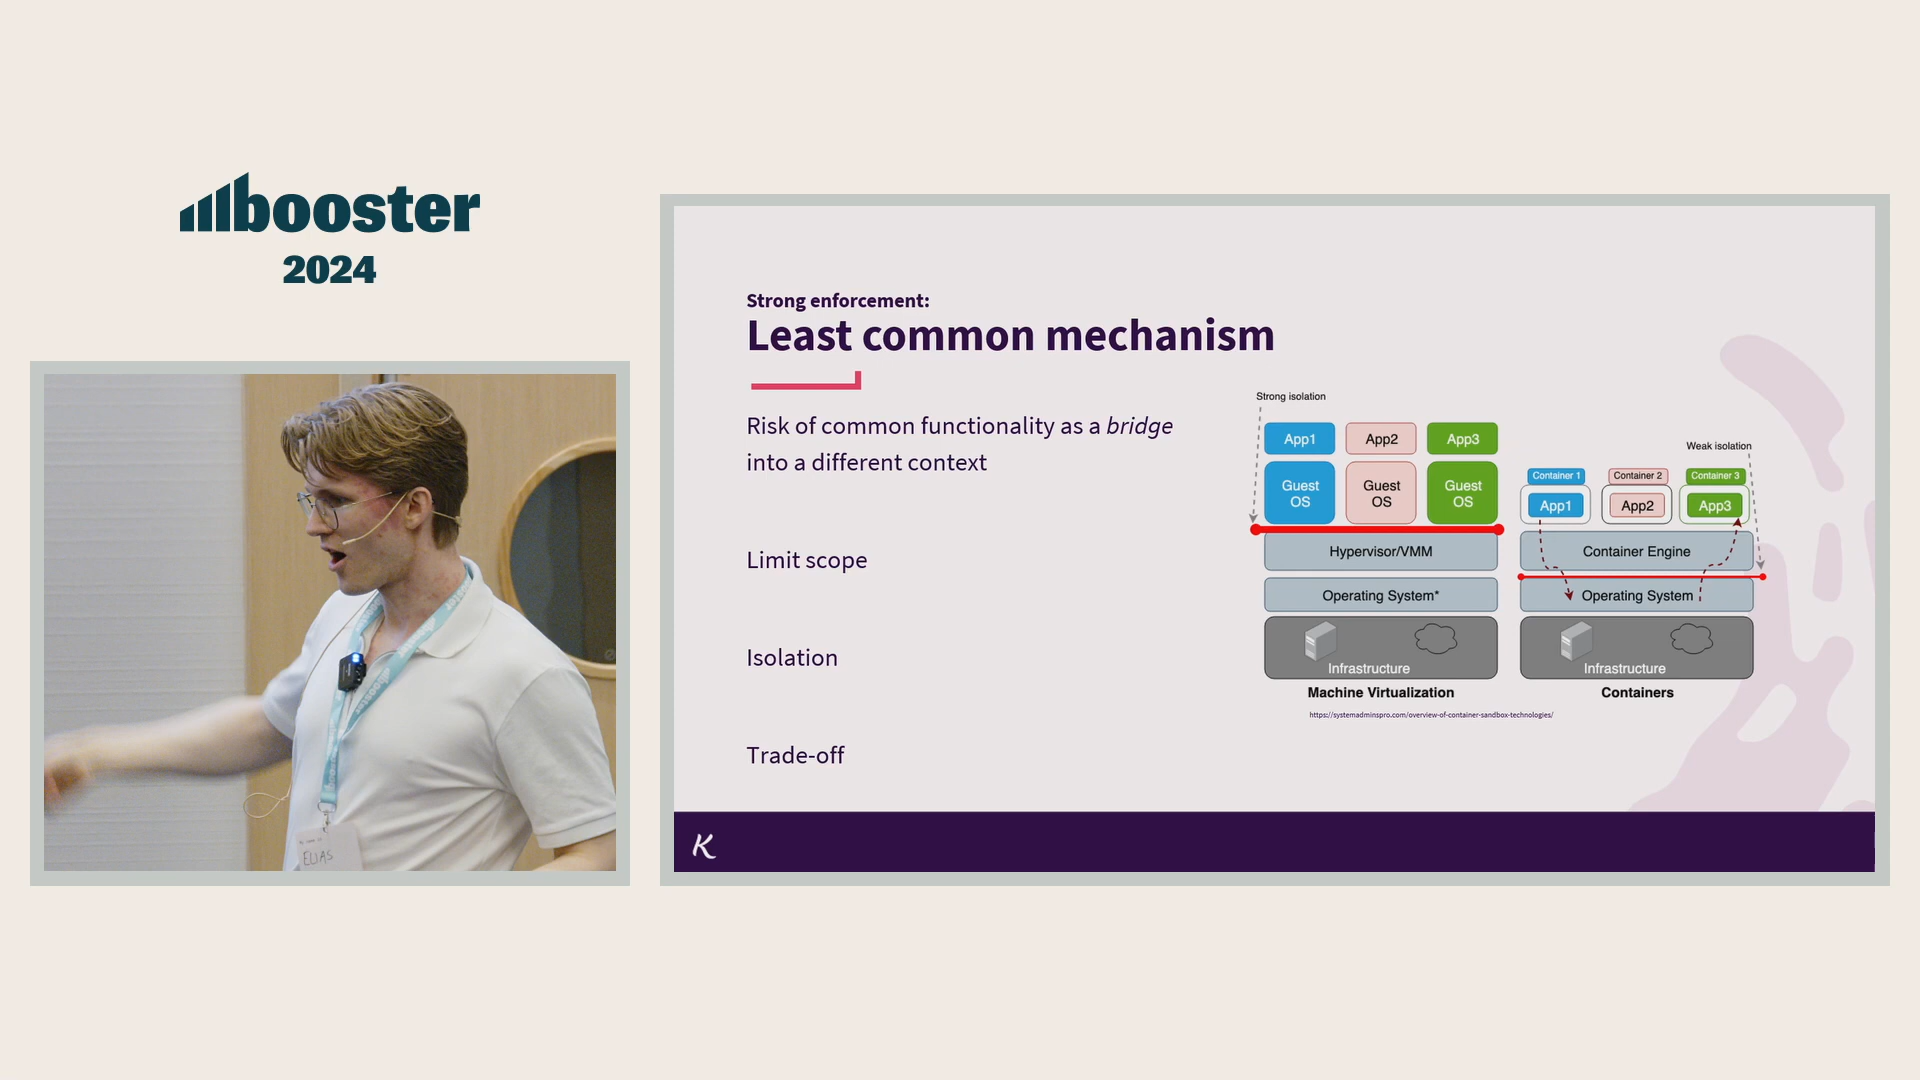 booster
2024
ELIAS
Strong enforcement:
Least common mechanism
Risk of common functionality as a bridge
into a different context
Limit scope
Isolation
Trade-off
Strong isolation
App1 App2 App3
Guest OS Guest OS Guest OS
Hypervisor/VMM
Operating System*
Infrastructure
Machine Virtualization
Weak isolation
Container 1 Container 2 Container 3
App1 App2 App3
Container Engine
Operating System
Infrastructure
Containers
https://systemadminspro.com/overview-of-container-sandbox-technologies/
K